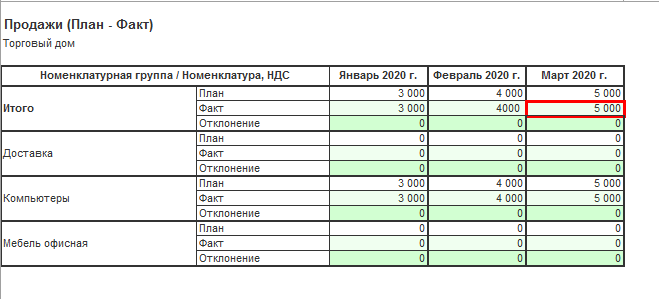 Продажи (План - Факт)
Торговый дом
Номенклатурная группа / Номенклатура, НДС Январь 2020 г. Февраль 2020 г. Март 2020 г.
Итого План 3 000 4 000 5 000
Факт 3 000 4000 5 000
Отклонение 0 0 0
Доставка План 0 0 0
Факт 0 0 0
Отклонение 0 0 0
Компьютеры План 3 000 4 000 5 000
Факт 3 000 4 000 5 000
Отклонение 0 0 0
Мебель офисная План 0 0 0
Факт 0 0 0
Отклонение 0 0 0